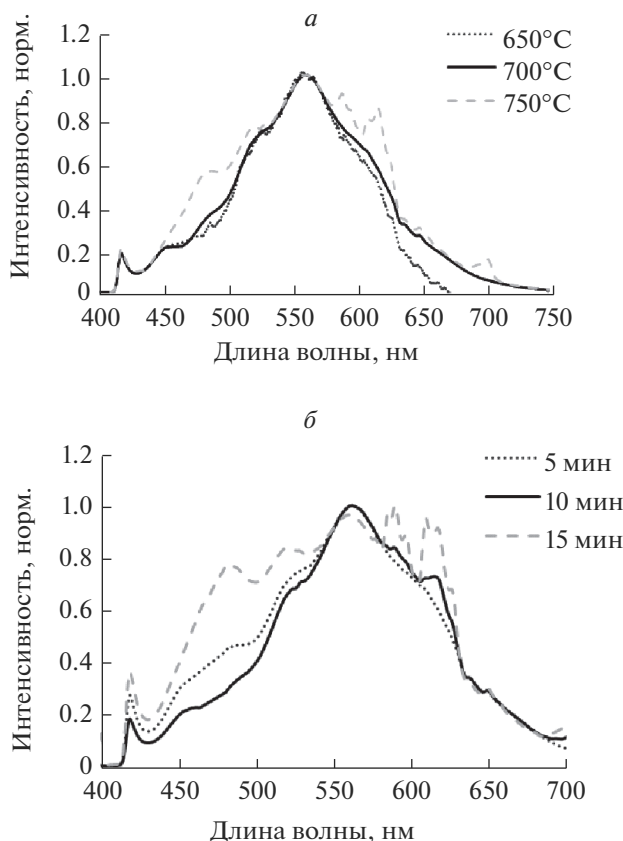 а
Интенсивность, норм.
1.2
1.0
0.8
0.6
0.4
0.2
0
650°C
700°C
750°C
400 450 500 550 600 650 700 750
Длина волны, нм
б
Интенсивность, норм.
1.2
1.0
0.8
0.6
0.4
0.2
0
5 мин
10 мин
15 мин
400 450 500 550 600 650 700
Длина волны, нм